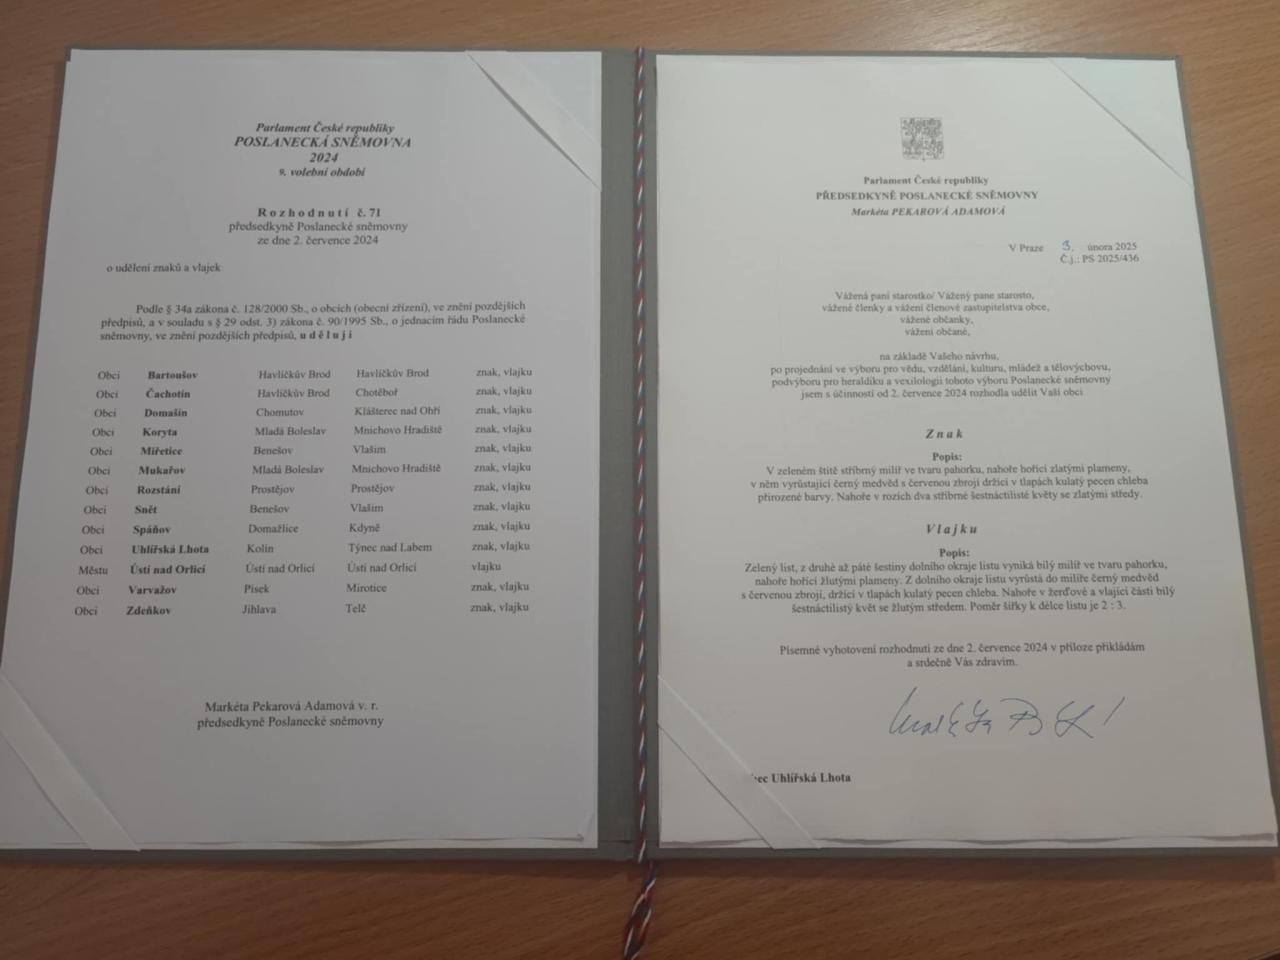 Parlament České republiky
POSLANECKÁ SNĚMOVNA
2024
9. volební období
Rozhodnutí č. 71
předsedkyně Poslanecké sněmovny
ze dne 2. července 2024
o udělení znaků a vlajek
Podle § 34a zákona č. 128/2000 Sb., o obcích (obecní zřízení), ve znění pozdějších
předpisů, a v souladu s § 29 odst. 3) zákona č. 90/1995 Sb., o jednacím řádu Poslanecké
sněmovny, ve znění pozdějších předpisů, uděluji
Obci Bartoušov Havlíčkův Brod Havlíčkův Brod znak, vlajku
Obci Čachotín Havlíčkův Brod Chotěboř znak, vlajku
Obci Domašín Chomutov Klášterec nad Ohří znak, vlajku
Obci Koryta Mladá Boleslav Mnichovo Hradiště znak, vlajku
Obci Miřetice Benešov Vlašim znak, vlajku
Obci Mukařov Mladá Boleslav Mnichovo Hradiště znak, vlajku
Obci Rozstání Prostějov Prostějov znak, vlajku
Obci Snět Benešov Vlašim znak, vlajku
Obci Spáňov Domažlice Kdyně znak, vlajku
Obci Uhlířská Lhota Kolín Týnec nad Labem znak, vlajku
Městu Ústí nad Orlicí Ústí nad Orlicí Ústí nad Orlicí vlajku
Obci Varvažov Písek Mirotice znak, vlajku
Obci Zdeňkov Jihlava Telč znak, vlajku
Markéta Pekarová Adamová v. r.
předsedkyně Poslanecké sněmovny
Parlament České republiky
PŘEDSEDKYNĚ POSLANECKÉ SNĚMOVNY
Markéta PEKAROVÁ ADAMOVÁ
V Praze 3. února 2025
Č.j.: PS 2025/436
Vážená paní starostko/ Vážený pane starosto,
vážené členky a vážení členové zastupitelstva obce,
vážené občanky,
vážení občané,
na základě Vašeho návrhu,
po projednání ve výboru pro vědu, vzdělání, kulturu, mládež a tělovýchovu,
podvýboru pro heraldiku a vexilologii tohoto výboru Poslanecké sněmovny
jsem s účinností od 2. července 2024 rozhodla udělit Vaší obci
Znak
Popis:
V zeleném štítě stříbrný milíř ve tvaru pahorku, nahoře hořící zlatými plameny,
v něm vyrůstající černý medvěd s červenou zbrojí držící v tlapách kulatý pecen chleba
přirozené barvy. Nahoře v rozích dva stříbrné šestnáctilisté květy se zlatými středy.
Vlajku
Popis:
Zelený list, z druhé až páté šestiny dolního okraje listu vyniká bílý milíř ve tvaru pahorku,
nahoře hořící žlutými plameny. Z dolního okraje listu vyrůstá do milíře černý medvěd
s červenou zbrojí, držící v tlapách kulatý pecen chleba. Nahoře v žerďové a vlající části bílý
šestnáctilistý květ se žlutým středem. Poměr šířky k délce listu je 2 : 3.
Písemné vyhotovení rozhodnutí ze dne 2. července 2024 v příloze přikládám
a srdečně Vás zdravím.
Uhlířská Lhota